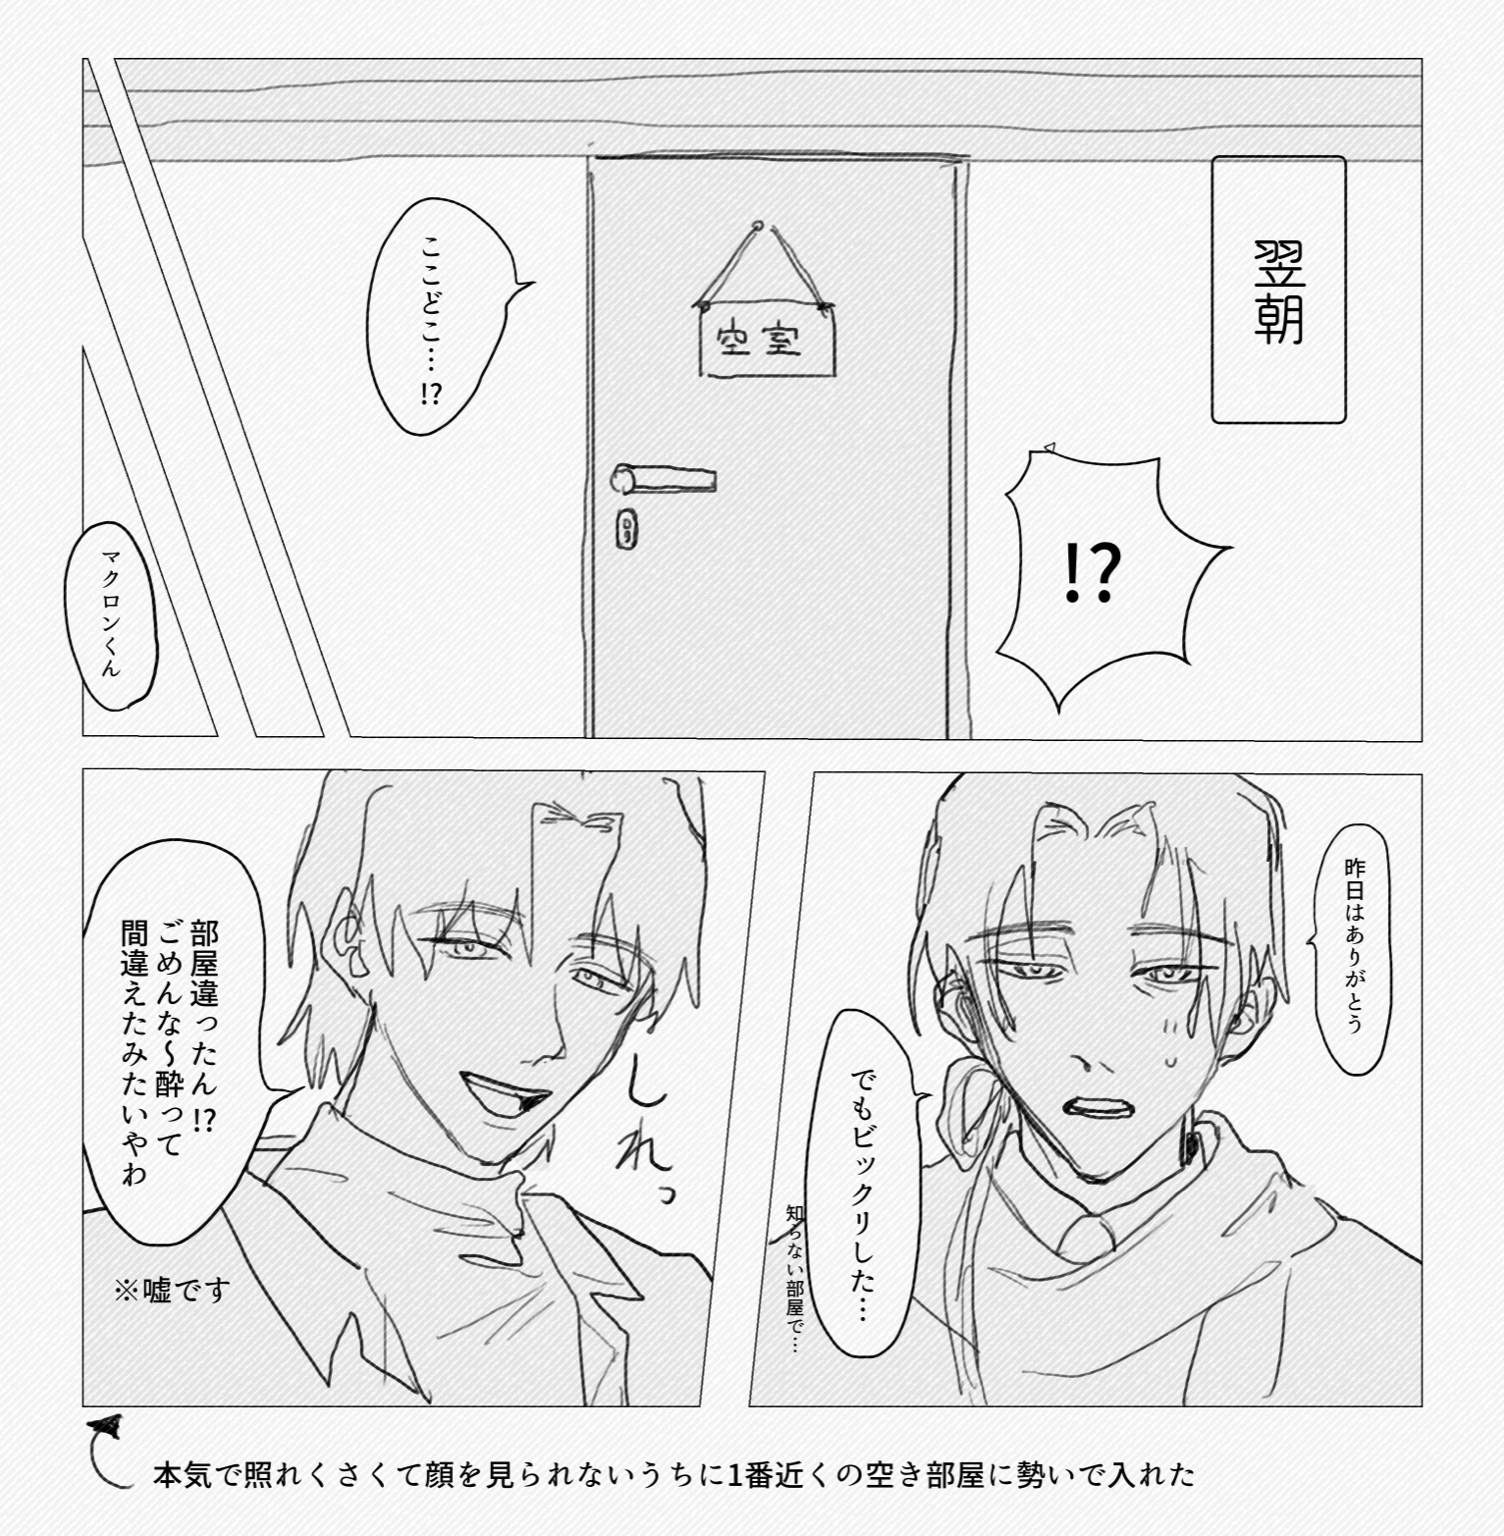 翌朝
!?
空室
ここどこ…!?
マクロンくん
昨日はありがとう
でもビックリした…
知らない部屋で…
しれっ
部屋違ったん!?
ごめんな〜酔って
間違えたみたいやわ
※嘘です
本気で照れくさくて顔を見られないうちに1番近くの空き部屋に勢いで入れた